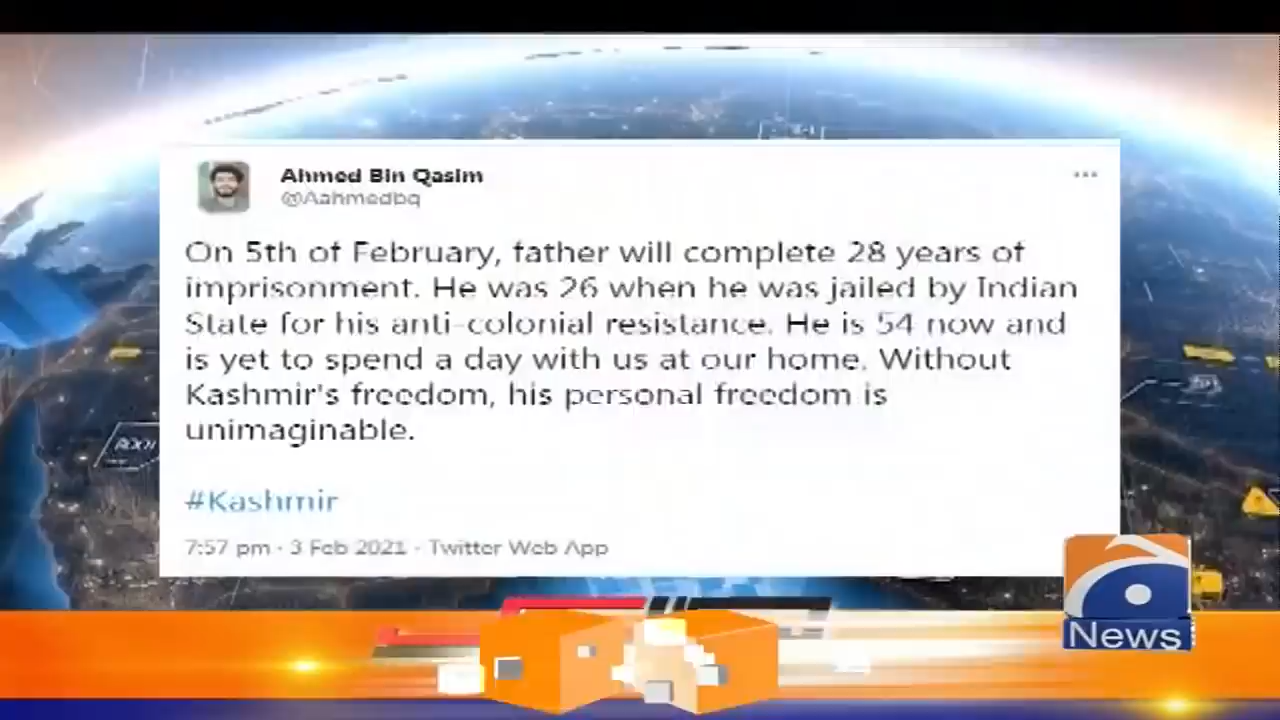 Ahmed Bin Qasim
@Aahmedbq
On 5th of February, father will complete 28 years of
imprisonment. He was 26 when he was jailed by Indian
State for his anti-colonial resistance. He is 54 now and
is yet to spend a day with us at our home. Without
Kashmir's freedom, his personal freedom is
unimaginable.
#Kashmir
7:57 pm · 3 Feb 2021 · Twitter Web App
News